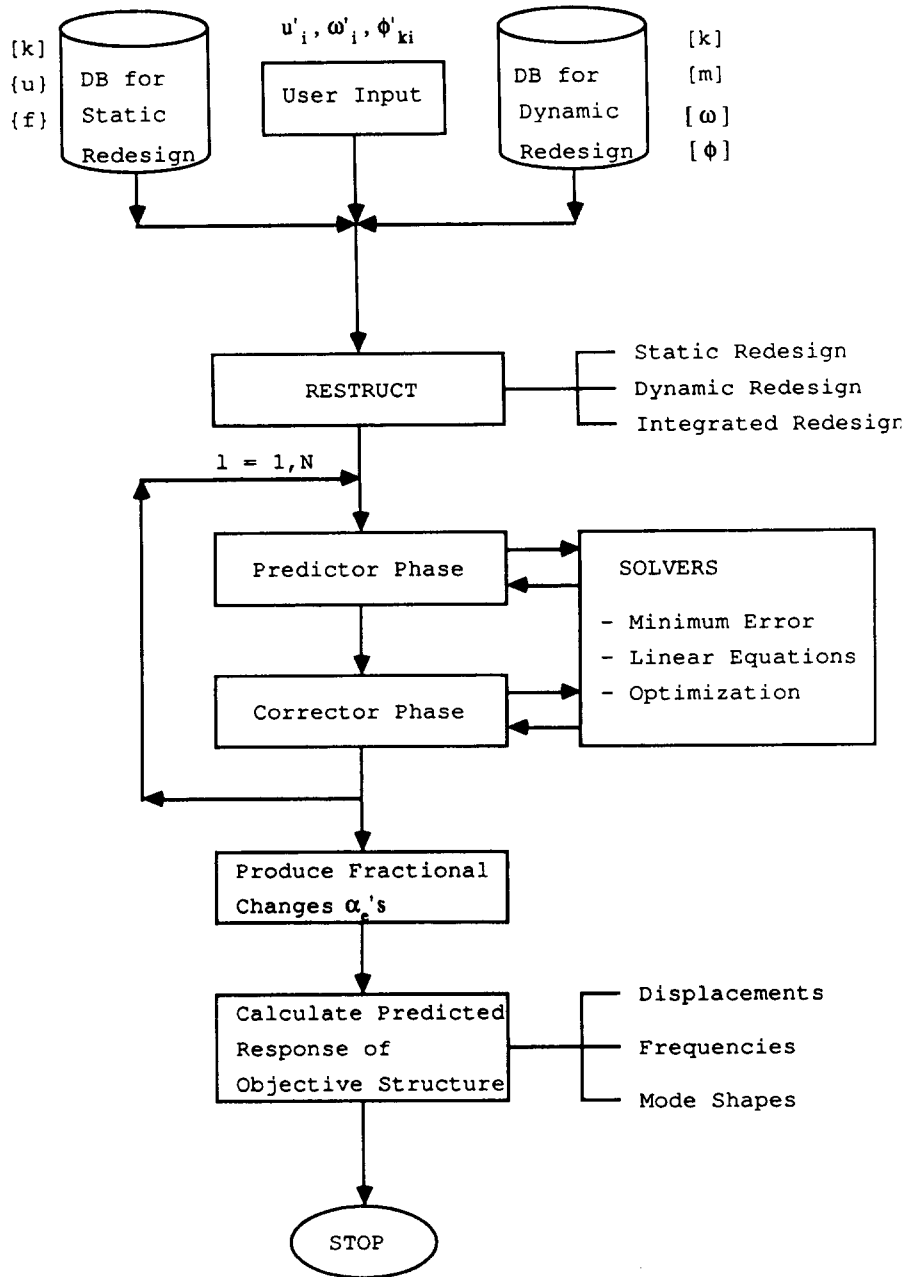 [k]
{u}
{f}
DB for
Static
Redesign
u'i, ω'i, ϕ'ki
User Input
DB for
Dynamic
Redesign
[k]
[m]
[ω]
[ϕ]
RESTRUCT
Static Redesign
Dynamic Redesign
Integrated Redesign
l = 1,N
Predictor Phase
Corrector Phase
SOLVERS
- Minimum Error
- Linear Equations
- Optimization
Produce Fractional
Changes αe's
Calculate Predicted
Response of
Objective Structure
Displacements
Frequencies
Mode Shapes
STOP